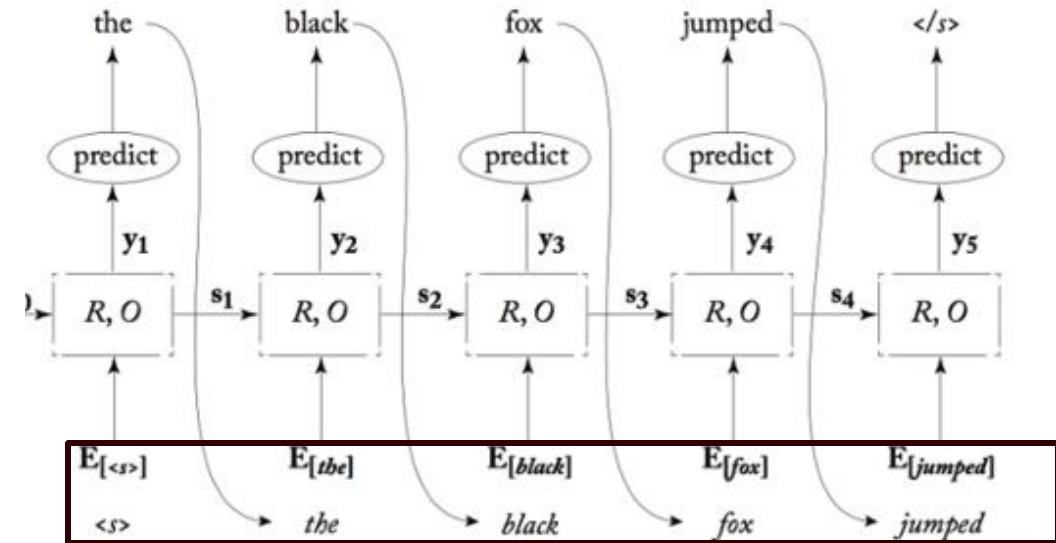 the black fox jumped </s>
predict predict predict predict predict
y₁ y₂ y₃ y₄ y₅
s₁ s₂ s₃ s₄
R, O R, O R, O R, O R, O
E[<s>] E[the] E[black] E[fox] E[jumped]
<s> the black fox jumped